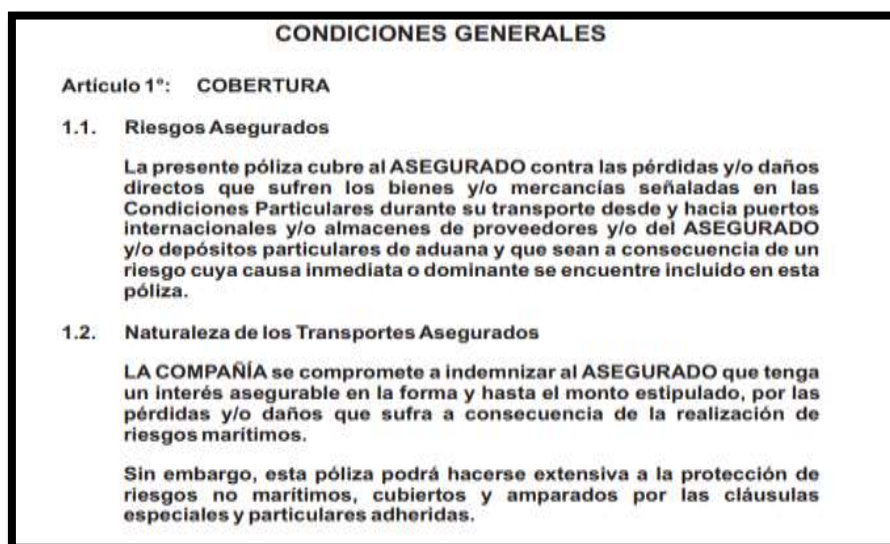 CONDICIONES GENERALES
Artículo 1°: COBERTURA
1.1. Riesgos Asegurados
La presente póliza cubre al ASEGURADO contra las pérdidas y/o daños
directos que sufren los bienes y/o mercancías señaladas en las
Condiciones Particulares durante su transporte desde y hacia puertos
internacionales y/o almacenes de proveedores y/o del ASEGURADO
y/o depósitos particulares de aduana y que sean a consecuencia de un
riesgo cuya causa inmediata o dominante se encuentre incluido en esta
póliza.
1.2. Naturaleza de los Transportes Asegurados
LA COMPAÑÍA se compromete a indemnizar al ASEGURADO que tenga
un interés asegurable en la forma y hasta el monto estipulado, por las
pérdidas y/o daños que sufra a consecuencia de la realización de
riesgos marítimos.
Sin embargo, esta póliza podrá hacerse extensiva a la protección de
riesgos no marítimos, cubiertos y amparados por las cláusulas
especiales y particulares adheridas.